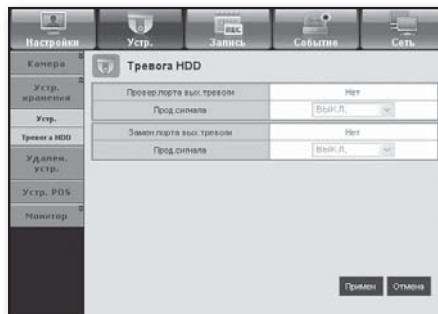 Настройки Устр. Запись Событие Сеть
REC
Камера
Устр. хранения
Устр.
Тревога HDD
Удален. устр.
Устр. POS
Монитор
Тревога HDD
Провер.порта вых.тревоги Нет
Прод.сигнала ВЫКЛ.
Замен.порта вых.тревоги Нет
Прод.сигнала ВЫКЛ.
Примен Отмена